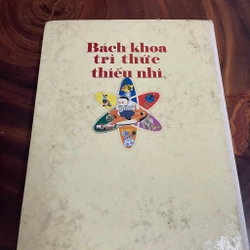 Bách khoa
tri thức
thiếu nhi